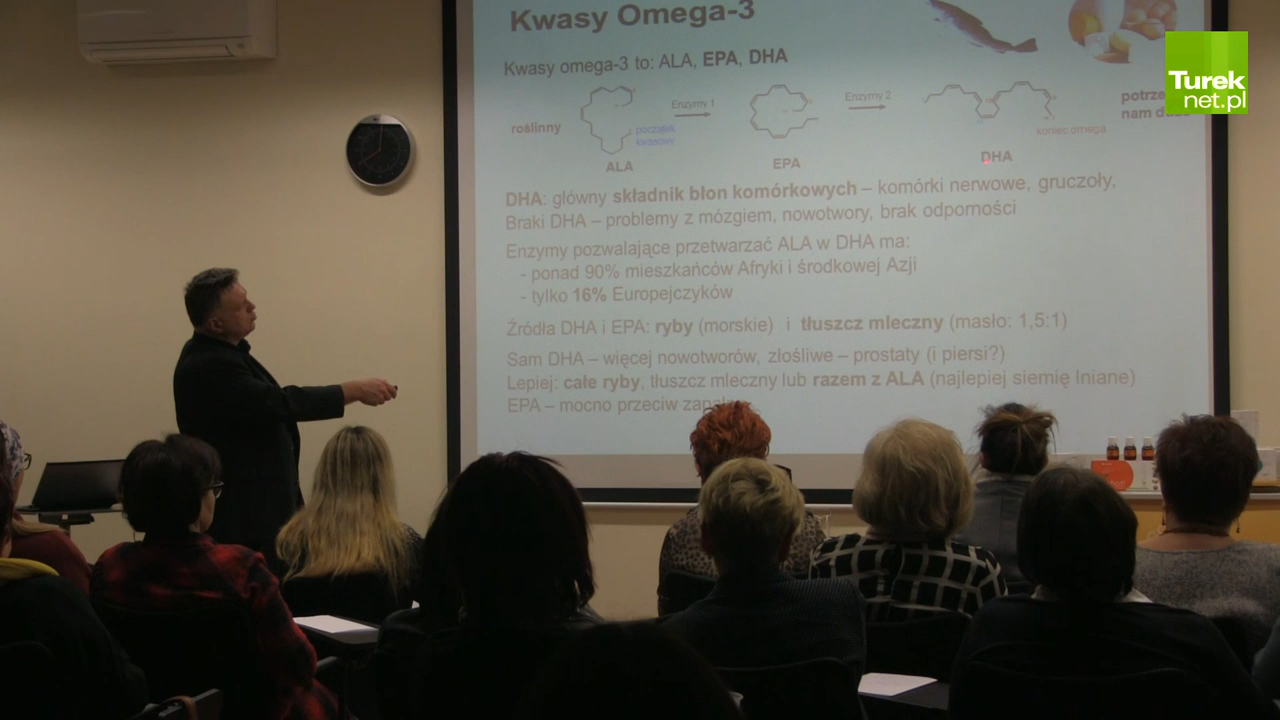 Kwasy Omega-3
Turek
net.pl
Kwasy omega-3 to: ALA, EPA, DHA
Enzymy 1
Enzymy 2
roślinny
początek
kwasowy
koniec omega
nam
ALA
EPA
DHA
DHA: główny składnik błon komórkowych – komórki nerwowe, gruczoły,
Braki DHA – problemy z mózgiem, nowotwory, brak odporności
Enzymy pozwalające przetwarzać ALA w DHA ma:
- ponad 90% mieszkańców Afryki i środkowej Azji
- tylko 16% Europejczyków
Źródła DHA i EPA: ryby (morskie) i tłuszcz mleczny (masło: 1,5:1)
Sam DHA – więcej nowotworów, złośliwe – prostaty (i piersi?)
Lepiej: całe ryby, tłuszcz mleczny lub razem z ALA (najlepiej siemię lniane)
EPA – mocno przeciw